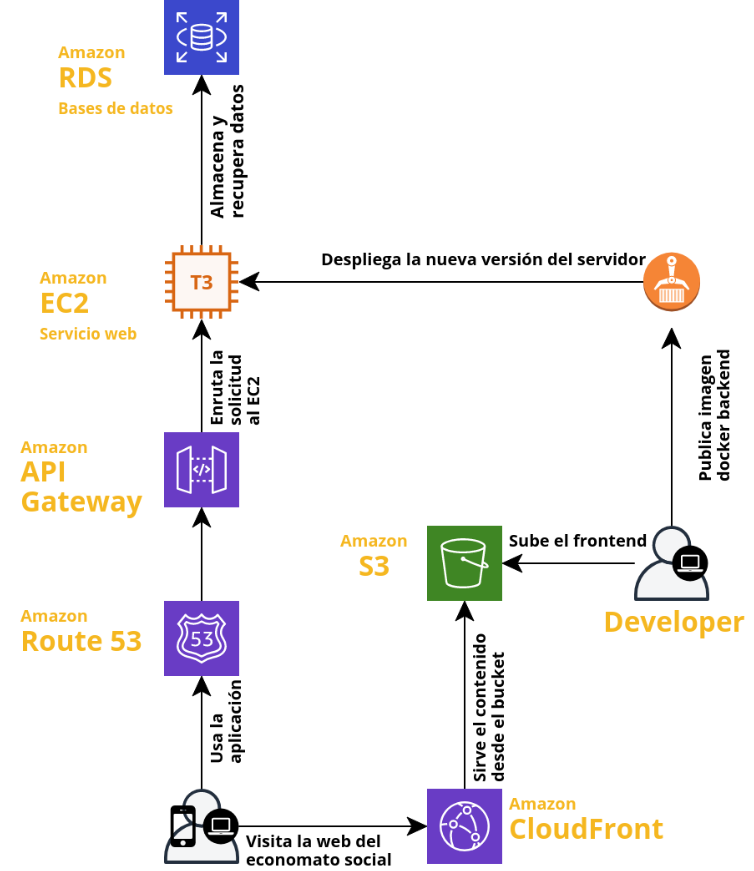 Amazon
RDS
Bases de datos
Almacena y
recupera datos
Amazon
EC2
Servicio web
T3
Despliega la nueva versión del servidor
Enruta la
solicitud
al EC2
Publica imagen
docker backend
Amazon
API
Gateway
</>
Amazon
S3
Sube el frontend
Developer
Amazon
Route 53
53
Usa la
aplicación
Sirve el contenido
desde el bucket
Visita la web del
economato social
Amazon
CloudFront